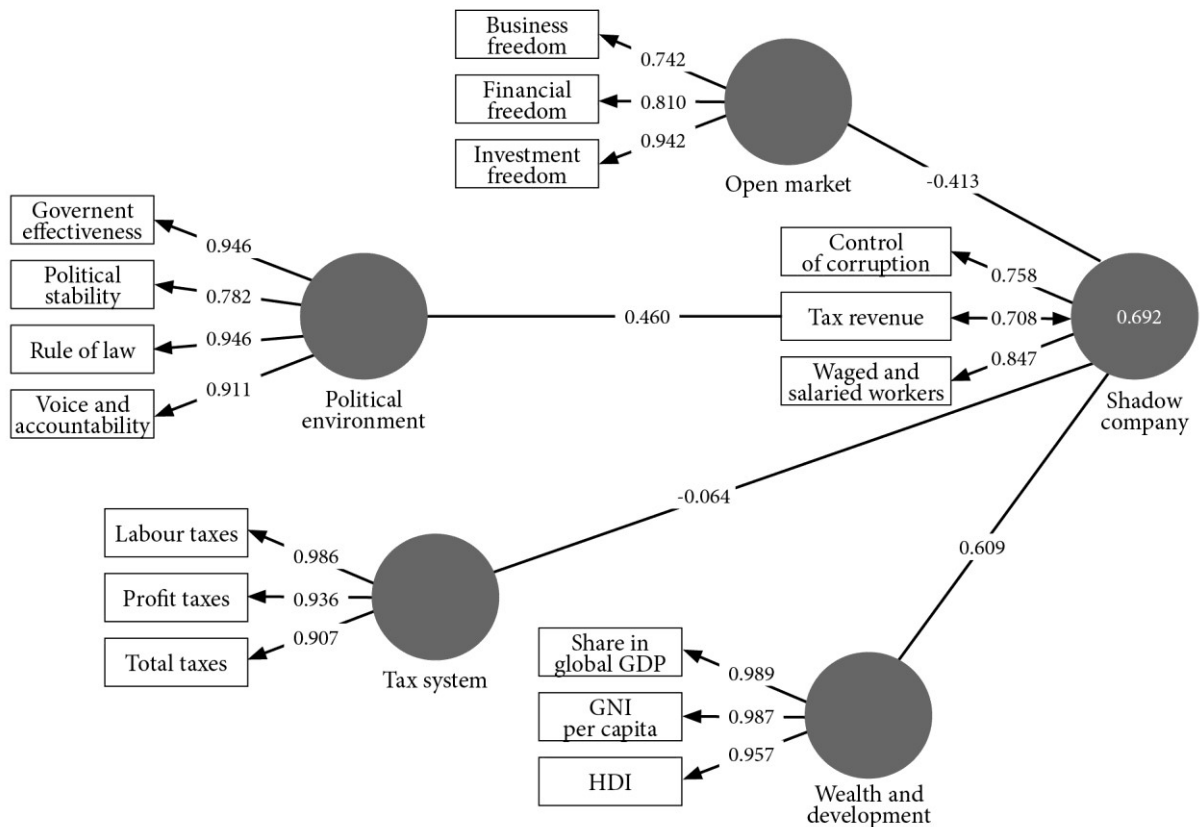 Business
freedom
0.742
Financial
freedom
0.810
Investment
freedom
0.942
Open market
-0.413
Governent
effectiveness
0.946
Political
stability
0.782
Rule of law
0.946
Voice and
accountability
0.911
Political
environment
0.460
Control
of corruption
0.758
Tax revenue
0.708
Waged and
salaried workers
0.847
0.692
Shadow
company
-0.064
Labour taxes
0.986
Profit taxes
0.936
Total taxes
0.907
Tax system
0.609
Share in
global GDP
0.989
GNI
per capita
0.987
HDI
0.957
Wealth and
development